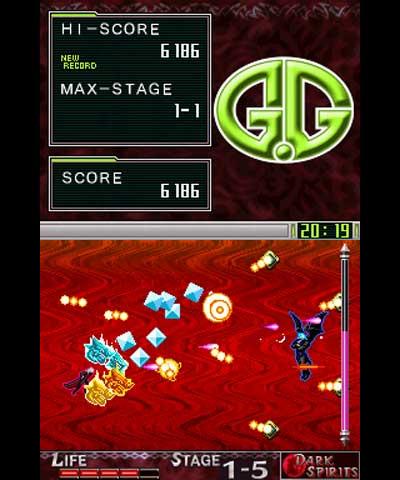 HI-SCORE
6186
NEW
RECORD
MAX-STAGE
1-1
G.G
SCORE
6186
20:19
LIFE
STAGE
1-5
DARK
SPIRITS